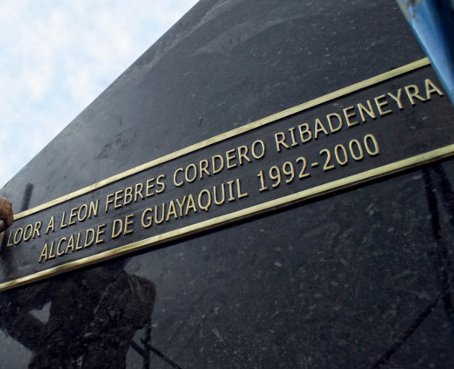 LOOR A LEON FEBRES CORDERO RIBADENEYRA
ALCALDE DE GUAYAQUIL 1992-2000